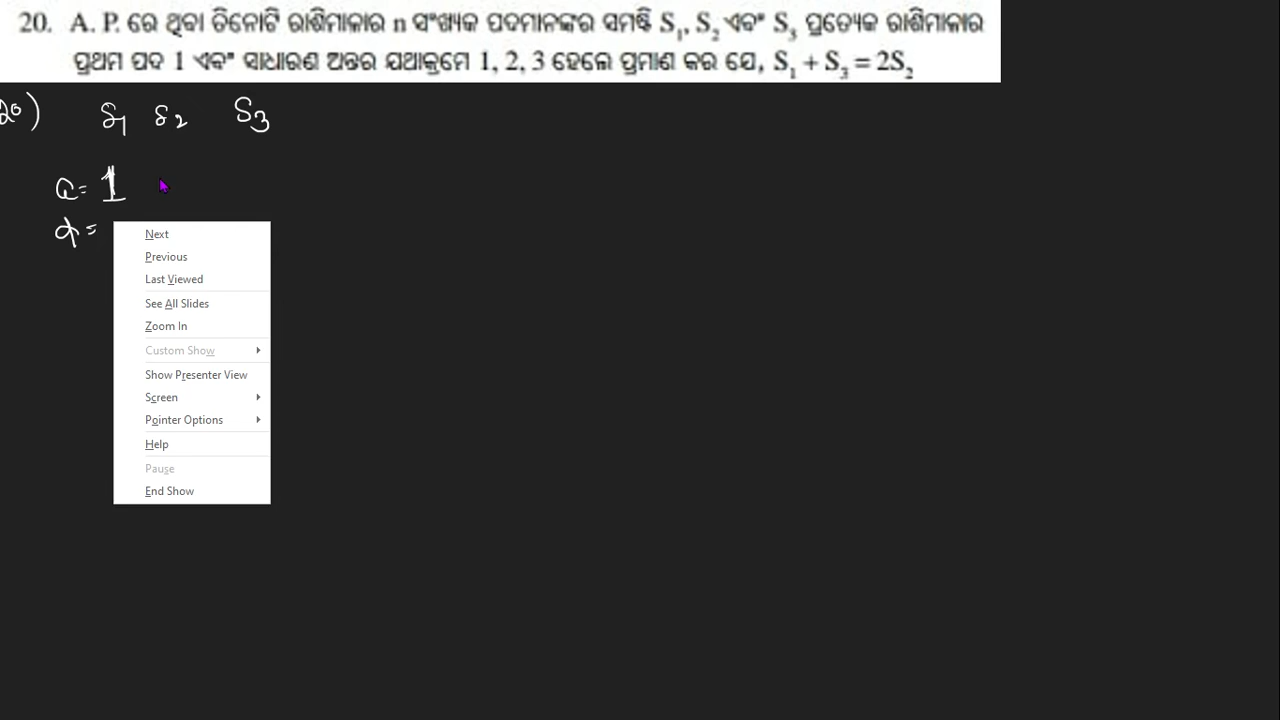 20. A. P. ରେ ଥିବା ତିନୋଟି ରାଶିମାଳାର n ସଂଖ୍ୟକ ପଦମାନଙ୍କର ସମଷ୍ଟି S₁, S₂ ଏବଂ S₃ ପ୍ରତ୍ୟେକ ରାଶିମାଳାର
ପ୍ରଥମ ପଦ 1 ଏବଂ ସାଧାରଣ ଅନ୍ତର ଯଥାକ୍ରମେ 1, 2, 3 ହେଲେ ପ୍ରମାଣ କର ଯେ, S₁ + S₃ = 2S₂
20) S₁ S₂ S₃
a = 1
d =
Next
Previous
Last Viewed
See All Slides
Zoom In
Custom Show
Show Presenter View
Screen
Pointer Options
Help
Pause
End Show